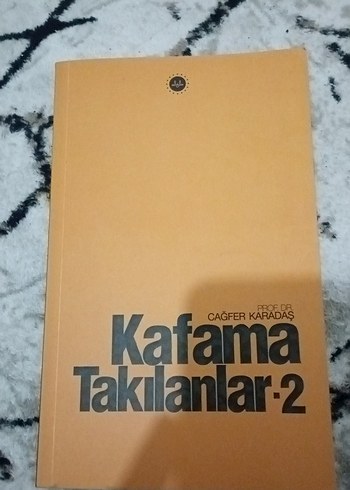 PROF. DR.
CAĞFER KARADAŞ
Kafama
Takılanlar-2